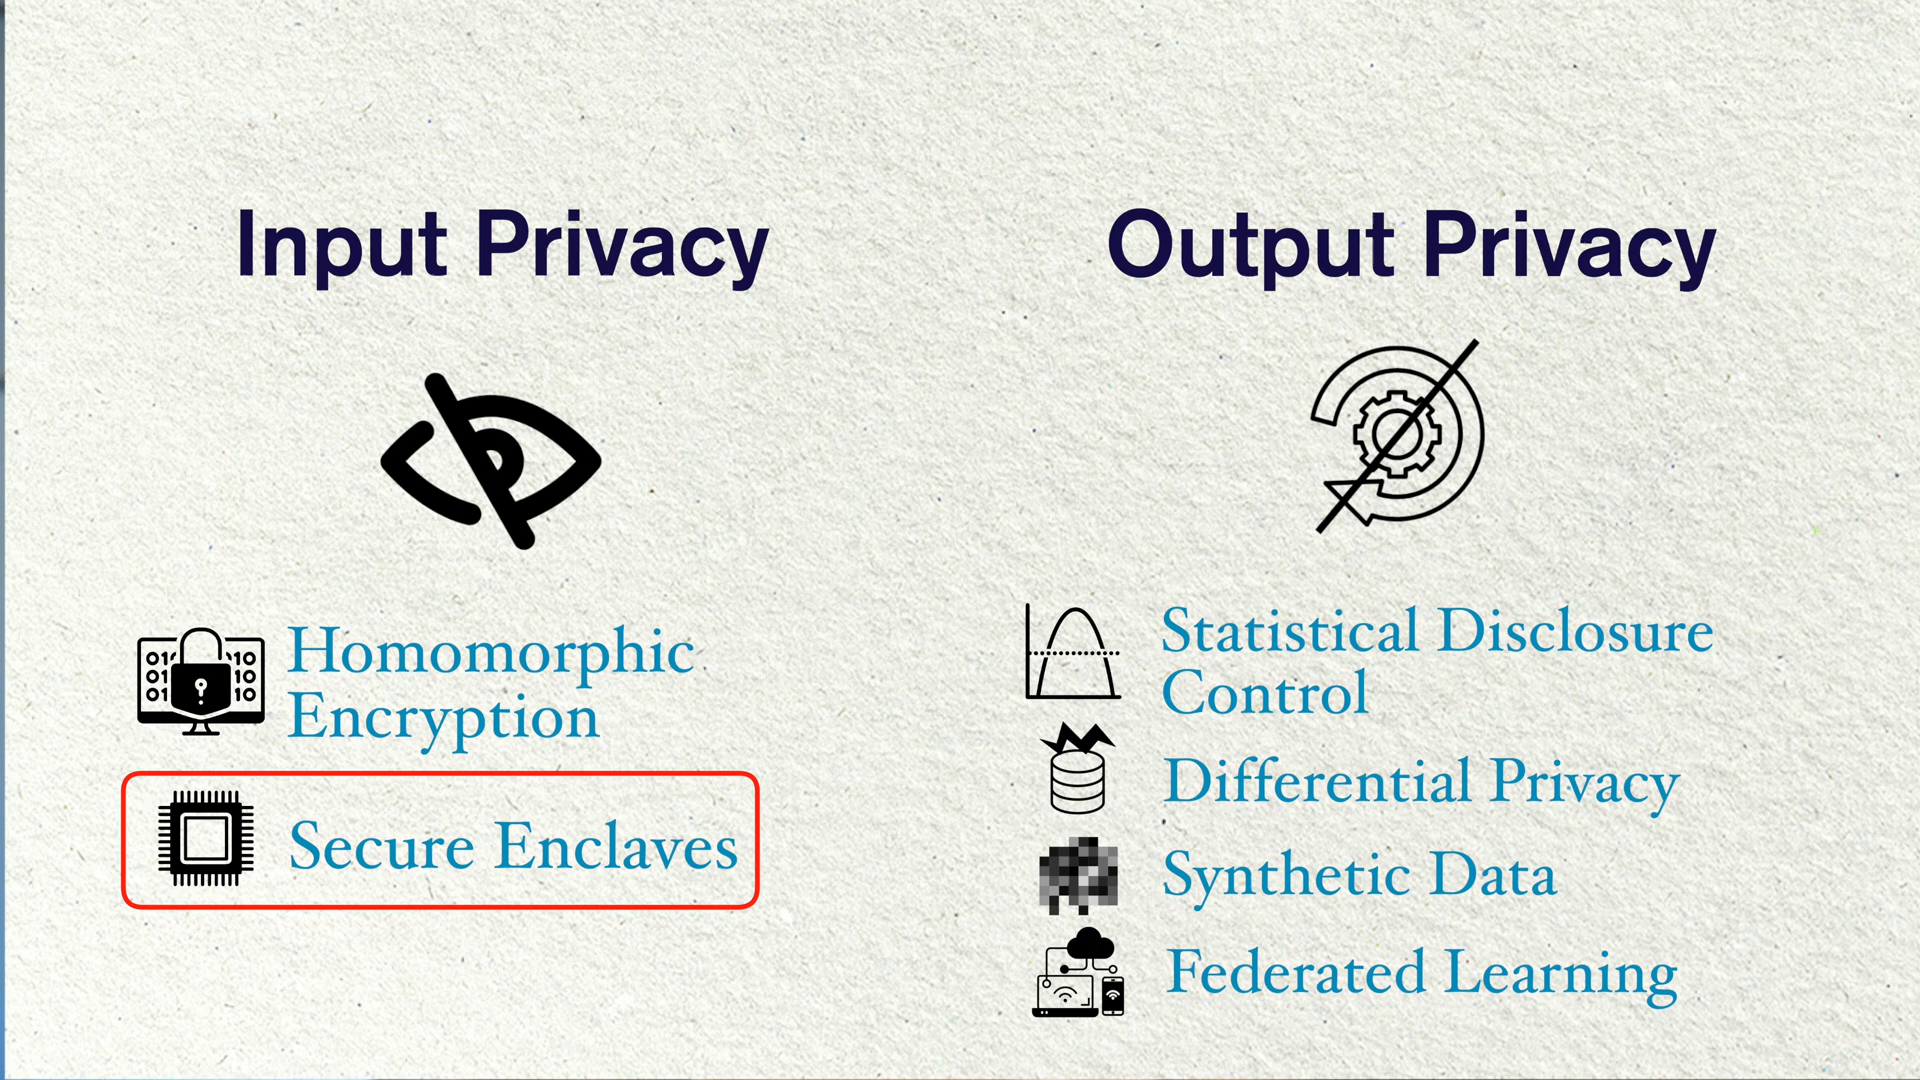 Input Privacy
Homomorphic
Encryption
Secure Enclaves
Output Privacy
Statistical Disclosure
Control
Differential Privacy
Synthetic Data
Federated Learning